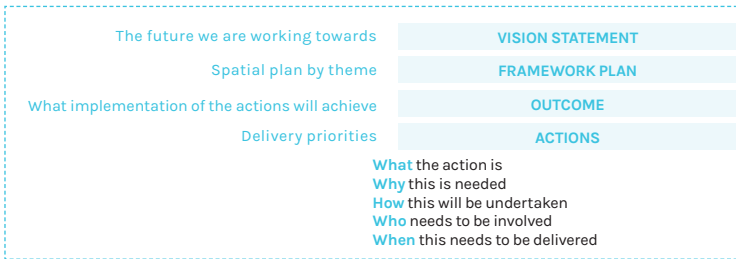 The future we are working towards VISION STATEMENT
Spatial plan by theme FRAMEWORK PLAN
What implementation of the actions will achieve OUTCOME
Delivery priorities ACTIONS
What the action is
Why this is needed
How this will be undertaken
Who needs to be involved
When this needs to be delivered